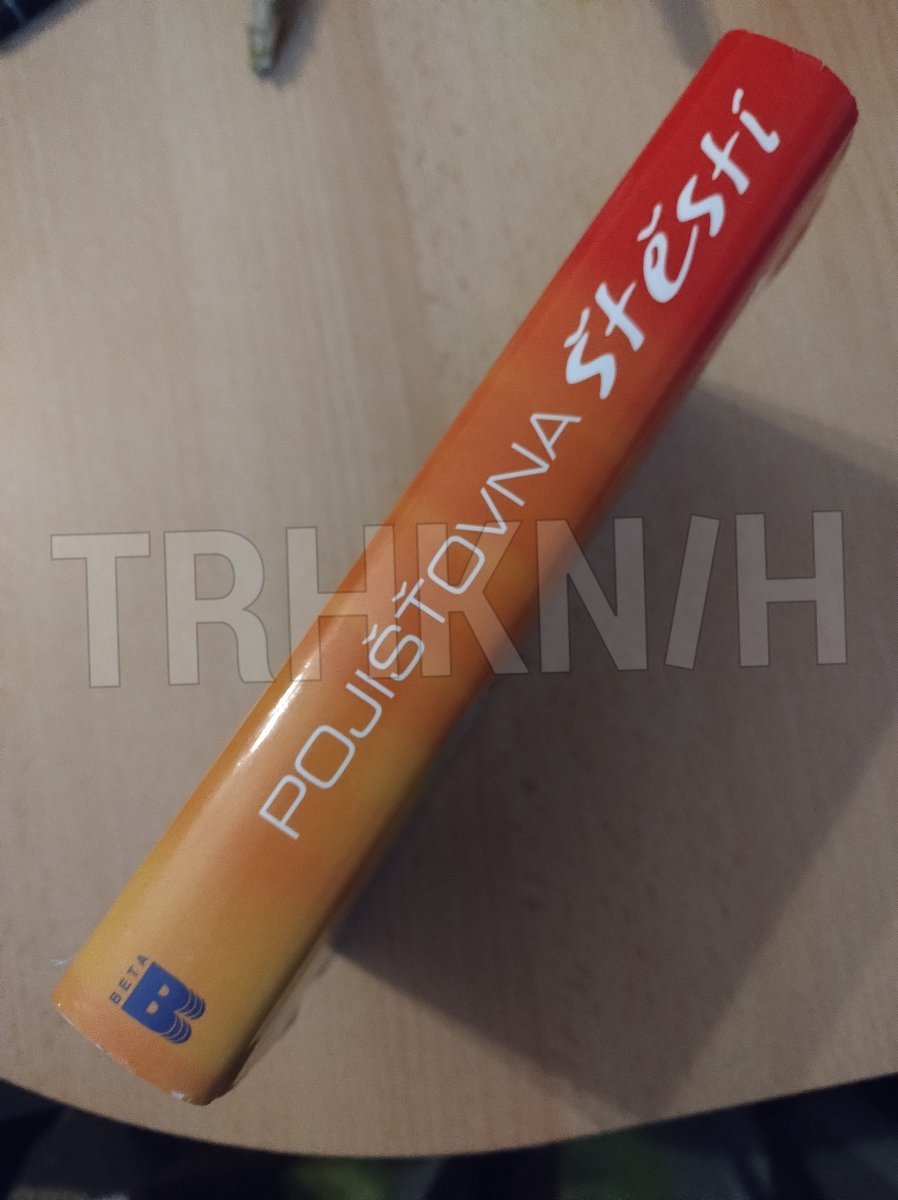 POJIŠŤOVNA štěstí
BETA
B
TRHKNIH